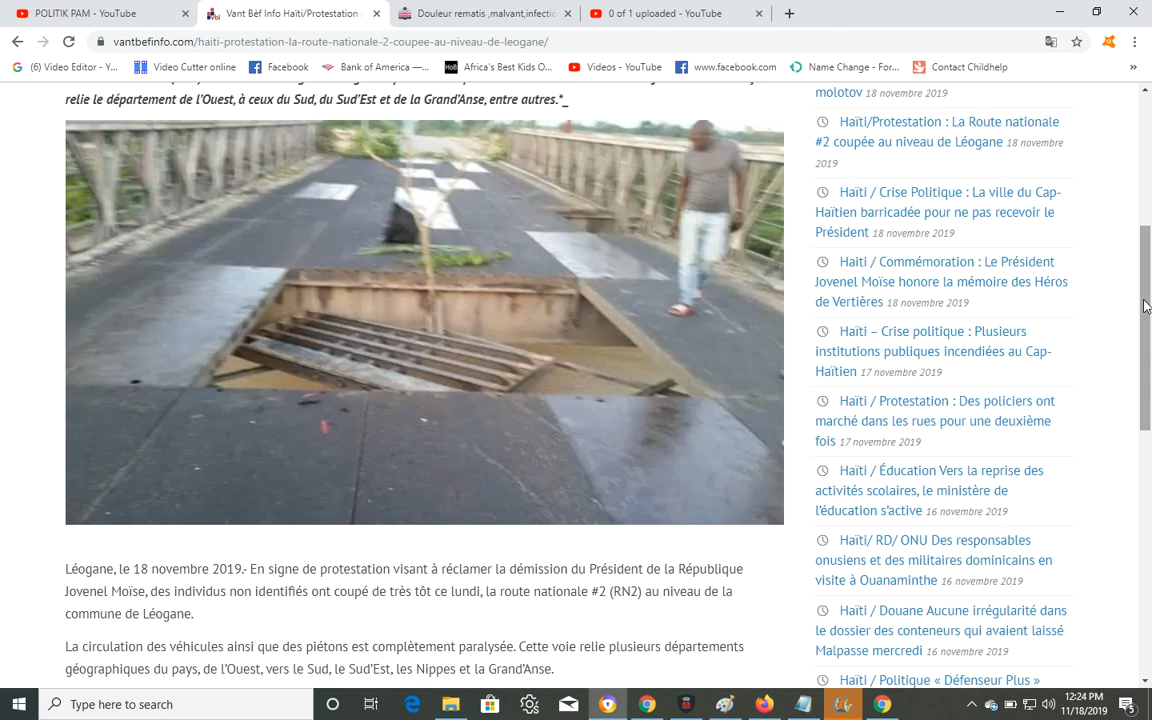 POLITIK PAM - YouTube
Vant Bèf Info Haïti/Protestation :
Douleur rematis ,malvant,infectio
0 of 1 uploaded - YouTube
vantbefinfo.com/haiti-protestation-la-route-nationale-2-coupee-au-niveau-de-leogane/
(6) Video Editor - Y...
Video Cutter online
Facebook
Bank of America —...
Africa's Best Kids O...
Videos - YouTube
www.facebook.com
Name Change - For...
Contact Childhelp
relie le département de l'Ouest, à ceux du Sud, du Sud'Est et de la Grand'Anse, entre autres.*_
Léogane, le 18 novembre 2019.- En signe de protestation visant à réclamer la démission du Président de la République
Jovenel Moïse, des individus non identifiés ont coupé de très tôt ce lundi, la route nationale #2 (RN2) au niveau de la
commune de Léogane.
La circulation des véhicules ainsi que des piétons est complètement paralysée. Cette voie relie plusieurs départements
géographiques du pays, de l'Ouest, vers le Sud, le Sud'Est, les Nippes et la Grand'Anse.
molotov 18 novembre 2019
Haïti/Protestation : La Route nationale
#2 coupée au niveau de Léogane 18 novembre
2019
Haïti / Crise Politique : La ville du Cap-
Haïtien barricadée pour ne pas recevoir le
Président 18 novembre 2019
Haiti / Commémoration : Le Président
Jovenel Moïse honore la mémoire des Héros
de Vertières 18 novembre 2019
Haïti – Crise politique : Plusieurs
institutions publiques incendiées au Cap-
Haïtien 17 novembre 2019
Haïti / Protestation : Des policiers ont
marché dans les rues pour une deuxième
fois 17 novembre 2019
Haïti / Éducation Vers la reprise des
activités scolaires, le ministère de
l'éducation s'active 16 novembre 2019
Haïti/ RD/ ONU Des responsables
onusiens et des militaires dominicains en
visite à Ouanaminthe 16 novembre 2019
Haïti / Douane Aucune irrégularité dans
le dossier des conteneurs qui avaient laissé
Malpasse mercredi 16 novembre 2019
Haïti / Politique « Défenseur Plus »
Type here to search
12:24 PM
11/18/2019
5